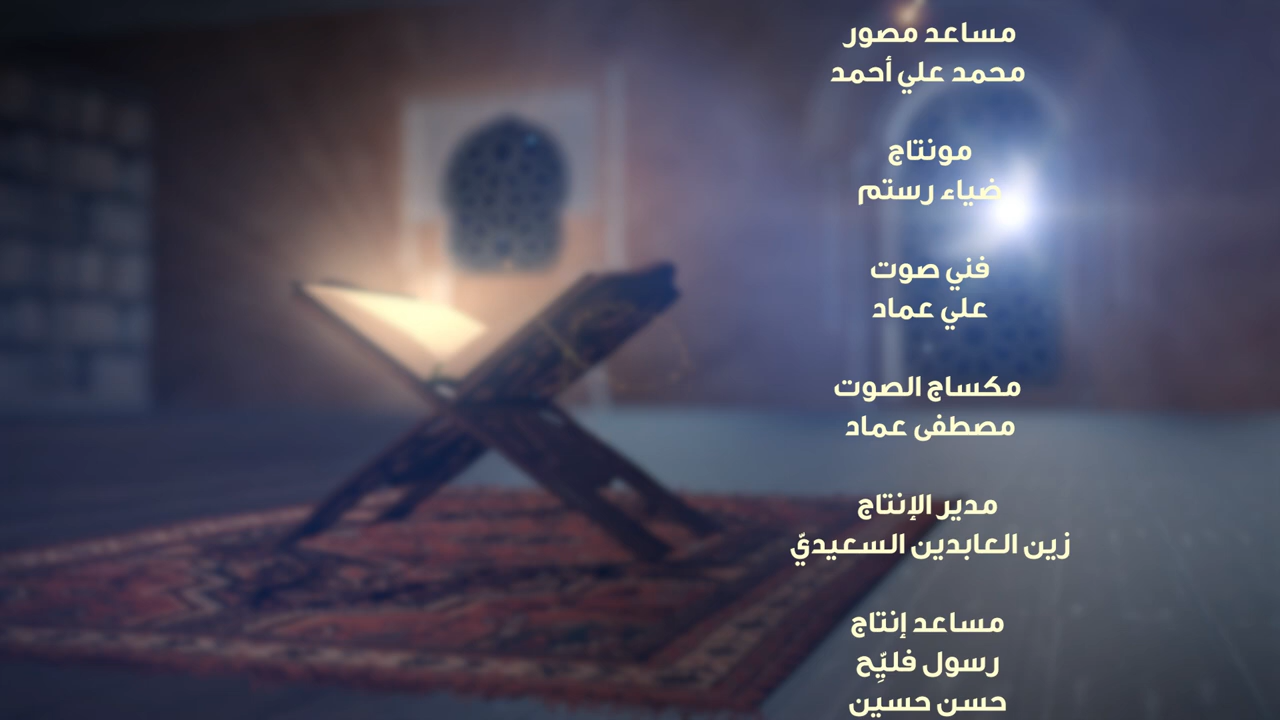 مساعد مصور
محمد علي أحمد
مونتاج
ضياء رستم
فني صوت
علي عماد
مكساج الصوت
مصطفى عماد
مدير الإنتاج
زين العابدين السعيديّ
مساعد إنتاج
رسول فليّح
حسن حسين